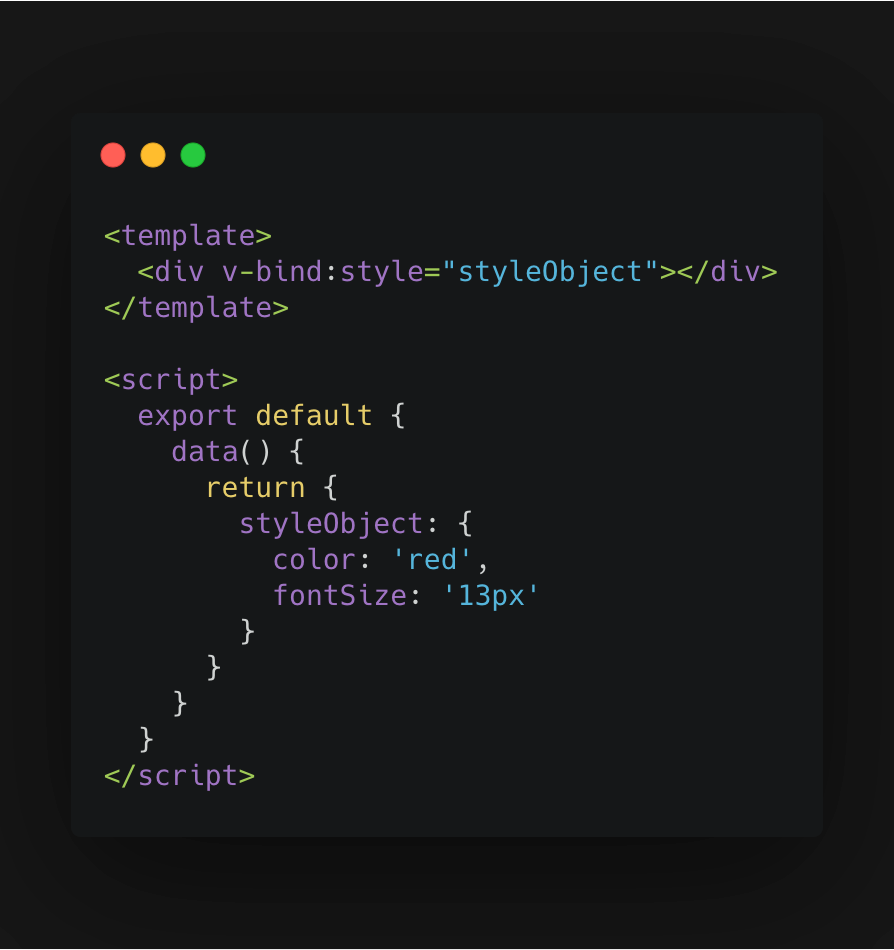 <template>
  <div v-bind:style="styleObject"></div>
</template>

<script>
  export default {
    data() {
      return {
        styleObject: {
          color: 'red',
          fontSize: '13px'
        }
      }
    }
  }
</script>